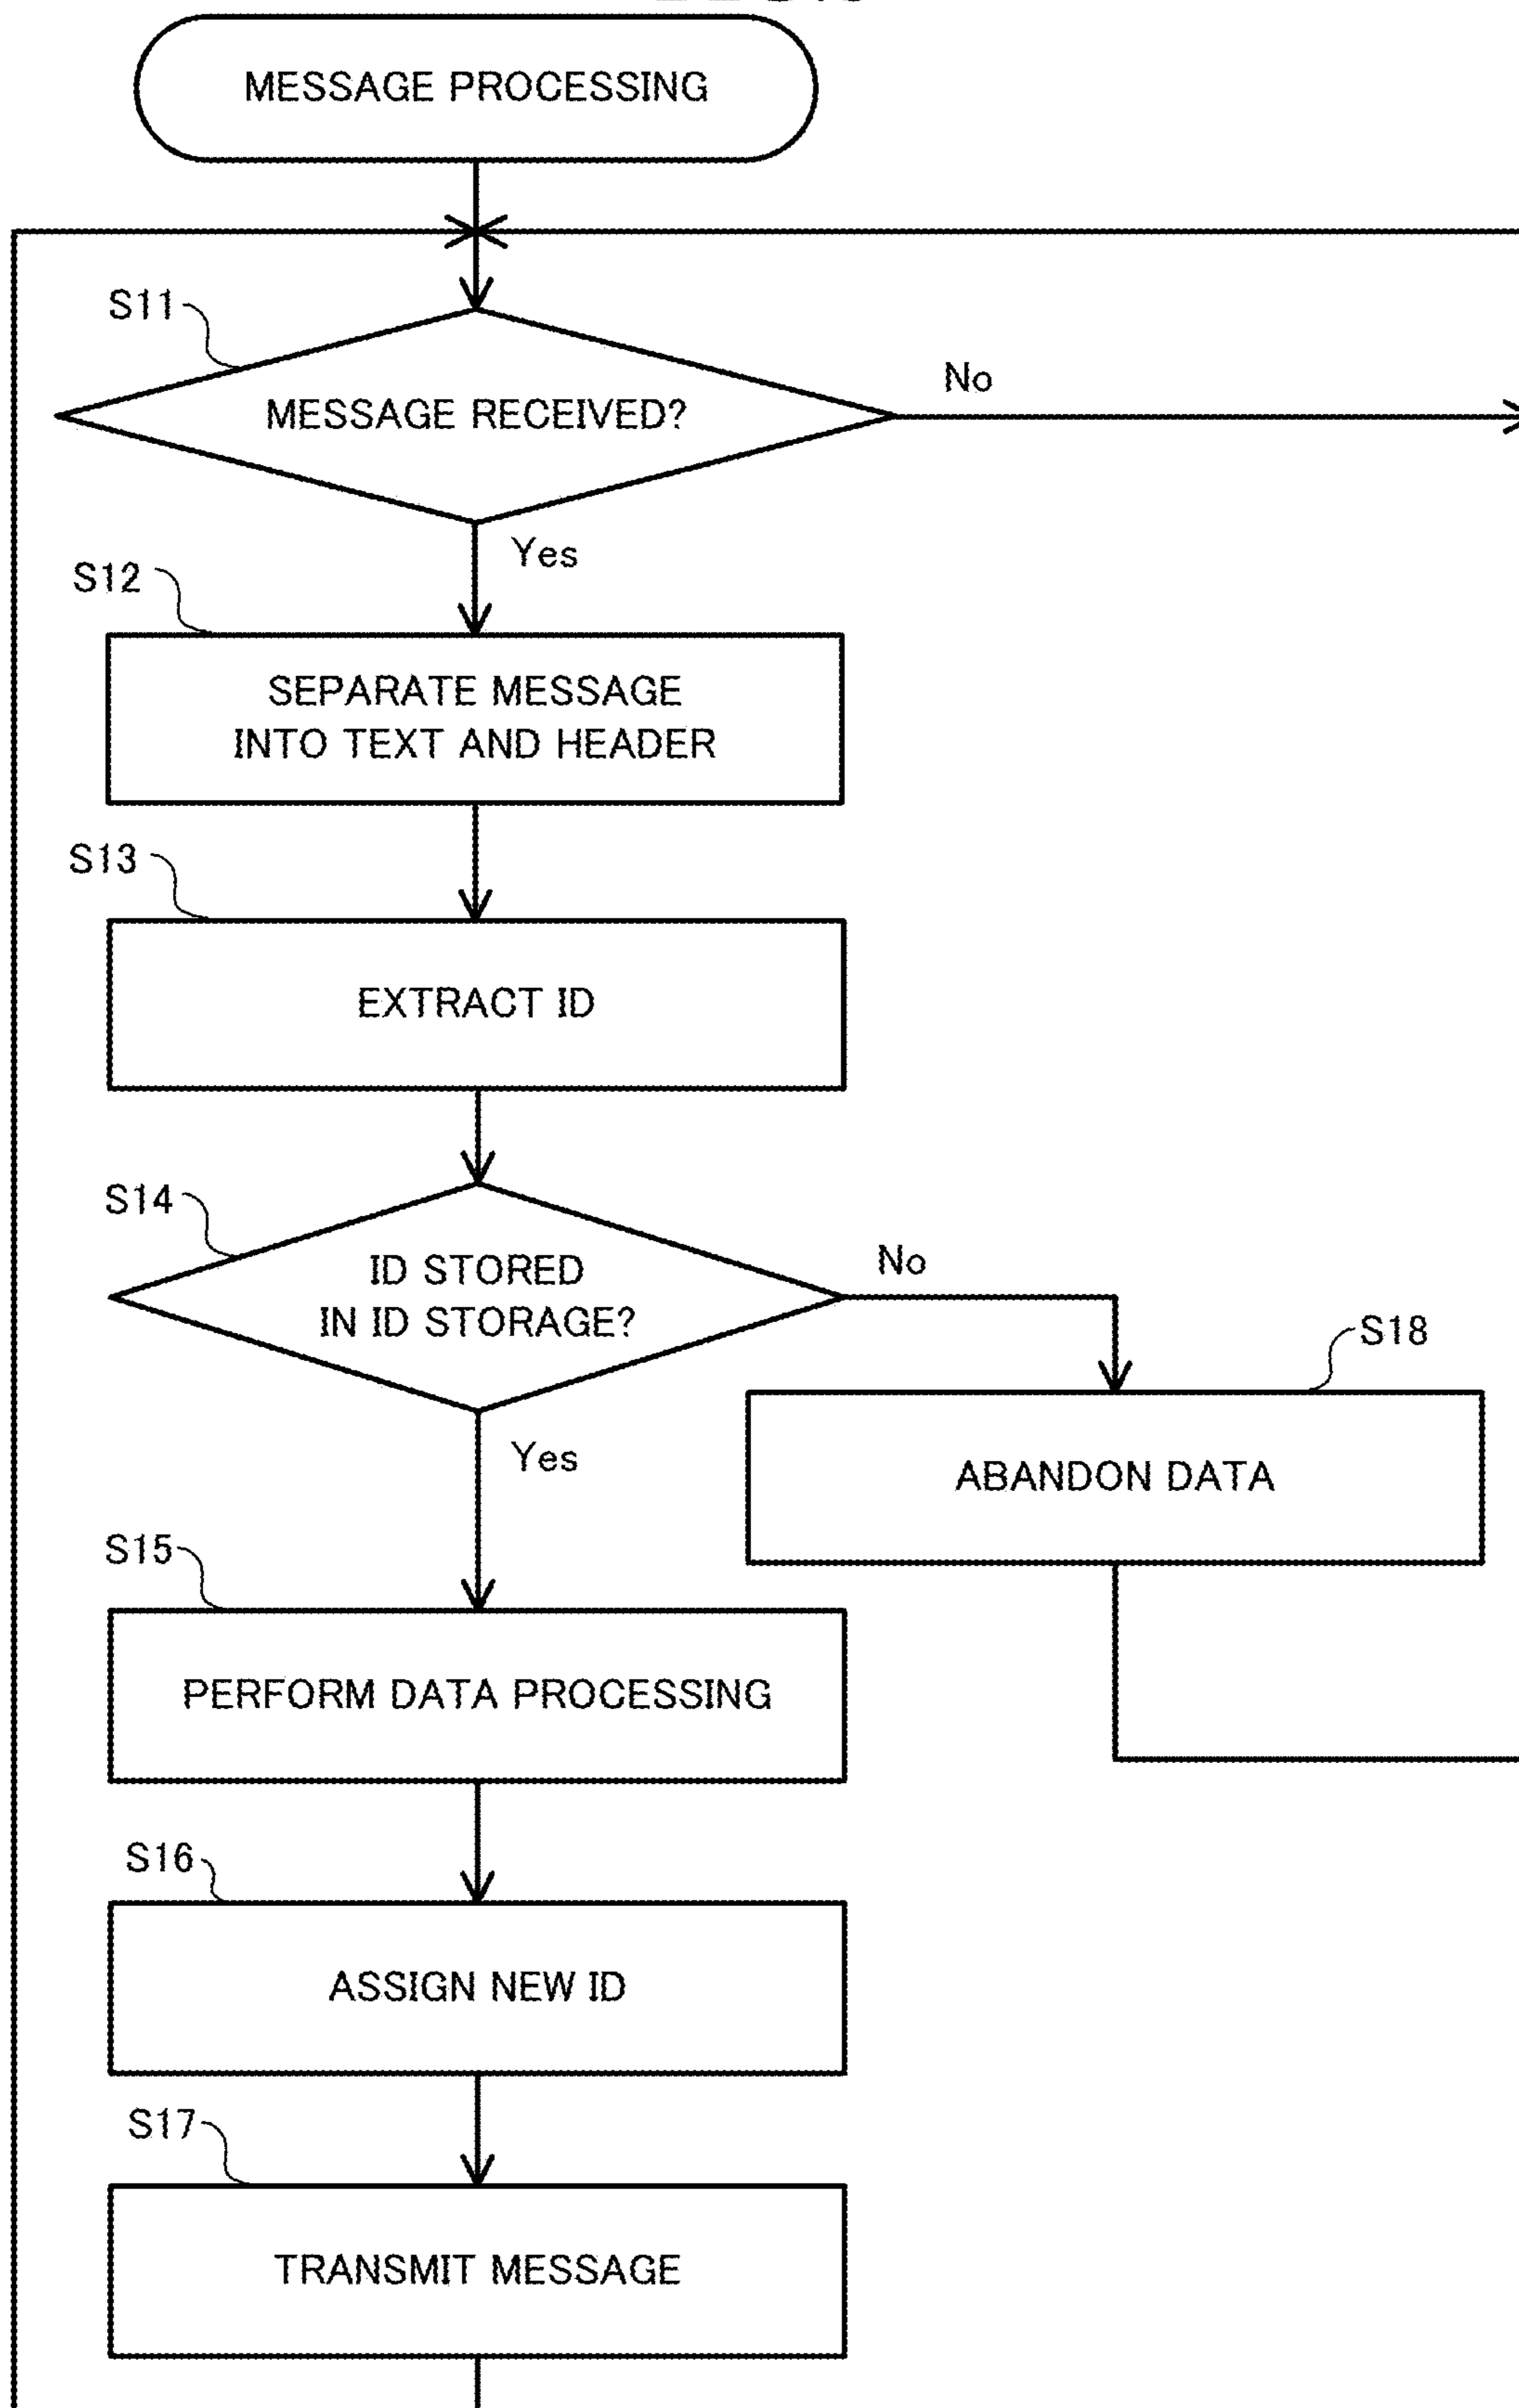 MESSAGE PROCESSING
S11
MESSAGE RECEIVED?
No
Yes
S12
SEPARATE MESSAGE
INTO TEXT AND HEADER
S13
EXTRACT ID
S14
ID STORED
IN ID STORAGE?
No
S18
Yes
ABANDON DATA
S15
PERFORM DATA PROCESSING
S16
ASSIGN NEW ID
S17
TRANSMIT MESSAGE